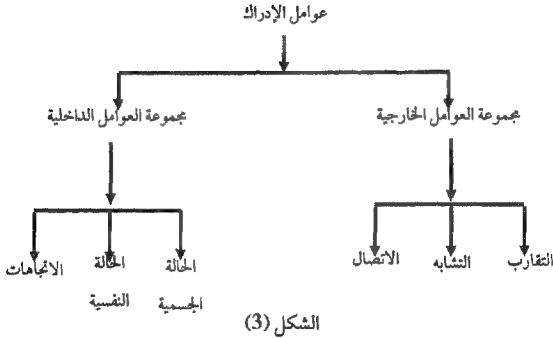 عوامل الإدراك
مجموعة العوامل الخارجية
مجموعة العوامل الداخلية
التقارب
التشابه
الاتصال
الحالة الجسمية
الحالة النفسية
الاتجاهات
الشكل (3)